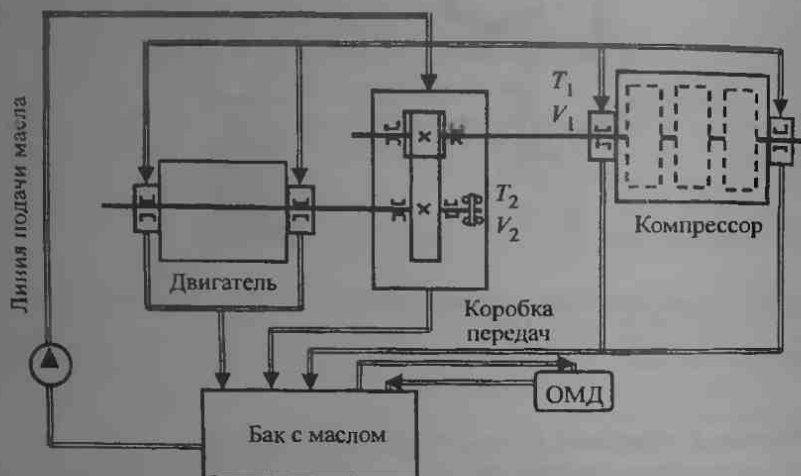 Линия подачи масла
T1
V1
T2
V2
Компрессор
Двигатель
Коробка
передач
ОМД
Бак с маслом